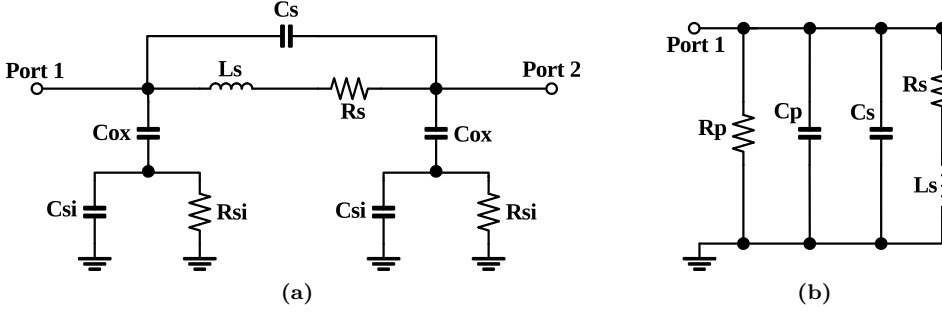 Cs
Port 1
Ls
Rs
Port 2
Cox
Cox
Csi
Rsi
Csi
Rsi
(a)
Port 1
Rp
Cp
Cs
Rs
Ls
(b)